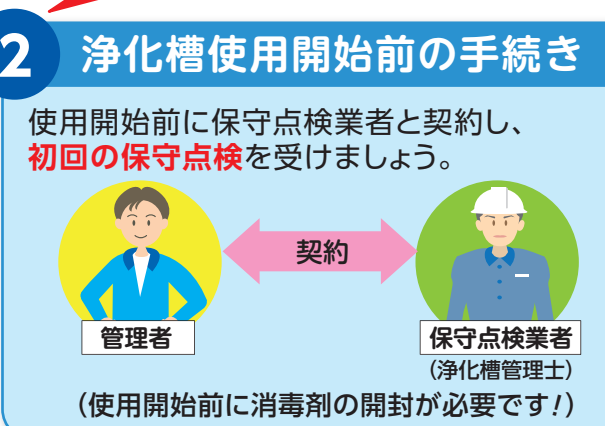 2 浄化槽使用開始前の手続き
使用開始前に保守点検業者と契約し、
初回の保守点検を受けましょう。
契約
管理者
保守点検業者
(浄化槽管理士)
(使用開始前に消毒剤の開封が必要です!)